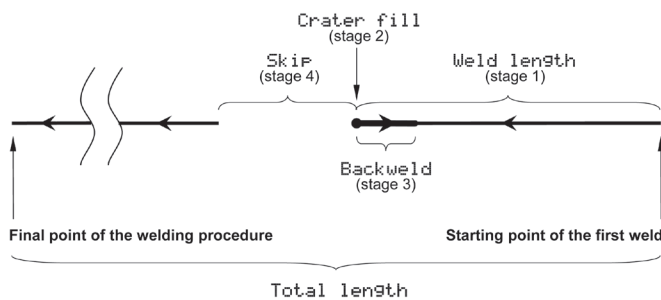 Crater fill
(stage 2)
Skip
(stage 4)
Weld length
(stage 1)
Backweld
(stage 3)
Final point of the welding procedure
Starting point of the first weld
Total length